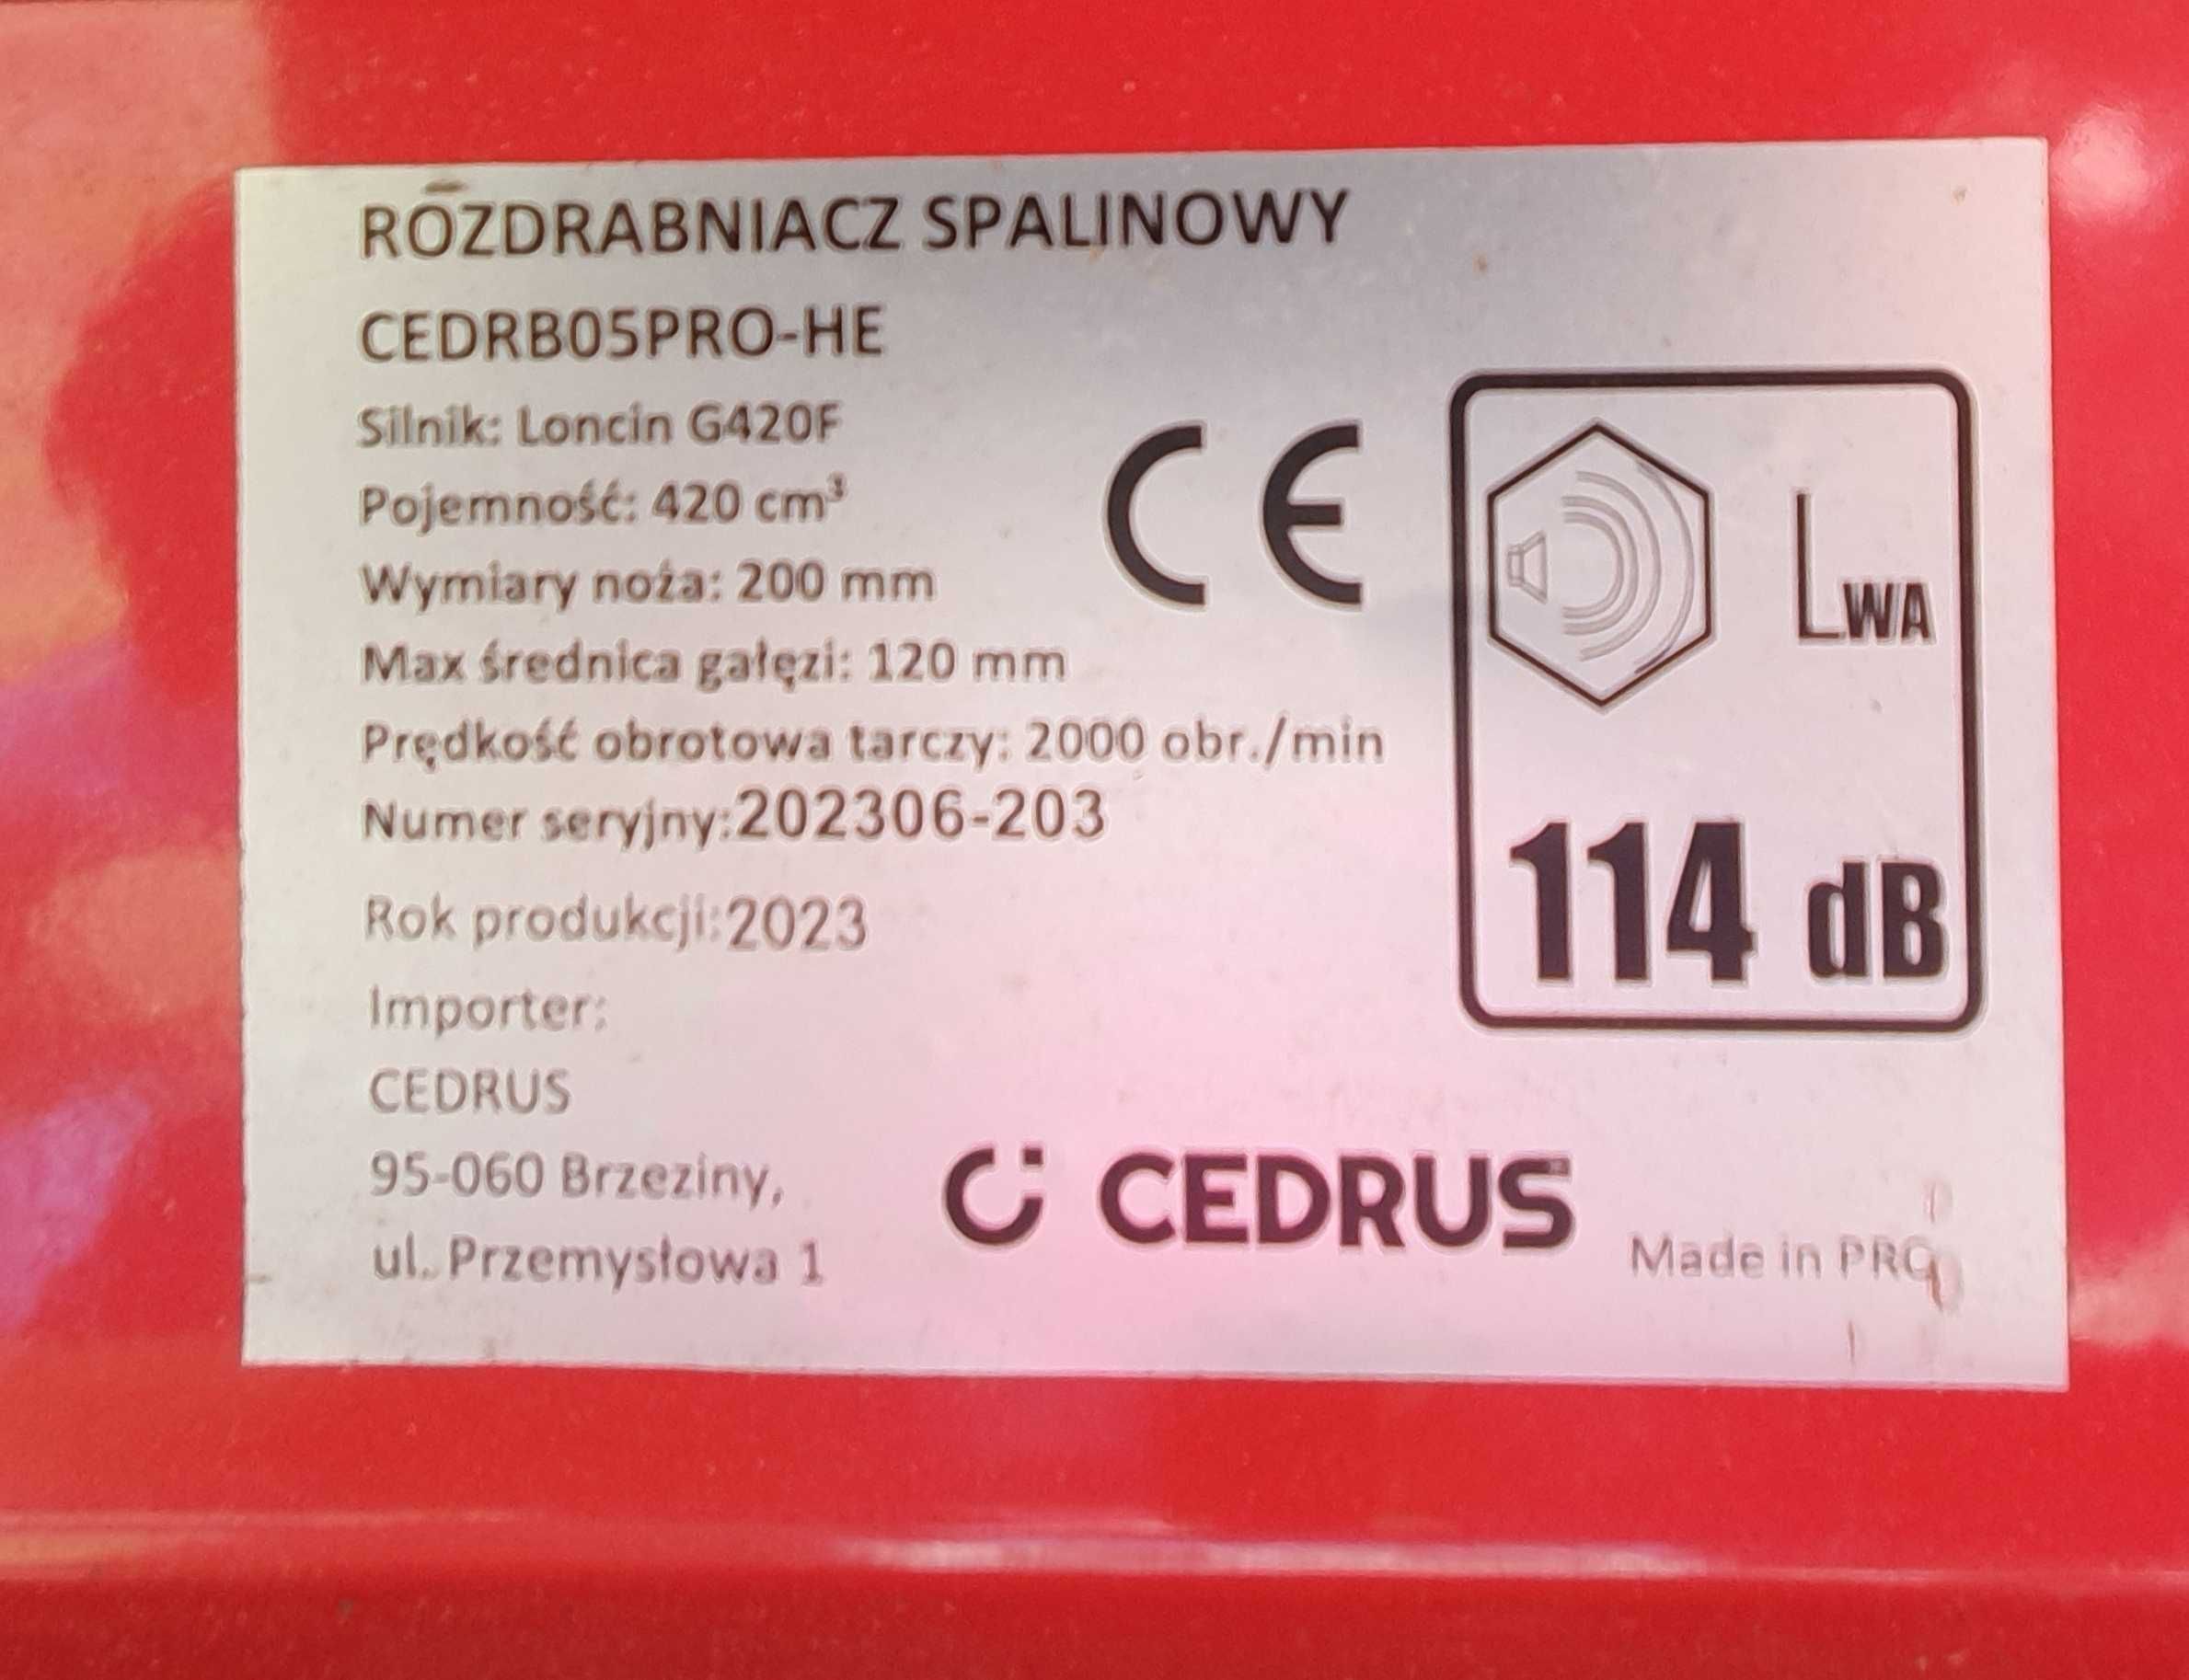 ROZDRABNIACZ SPALINOWY
CEDRB05PRO-HE
Silnik: Loncin G420F
Pojemność: 420 cm³
Wymiary noża: 200 mm
Max średnica gałęzi: 120 mm
Prędkość obrotowa tarczy: 2000 obr./min
Numer seryjny:202306-203
Rok produkcji:2023
Importer:
CEDRUS
95-060 Brzeziny,
ul. Przemysłowa 1
CE
LWA
114 dB
CEDRUS
Made in PRC